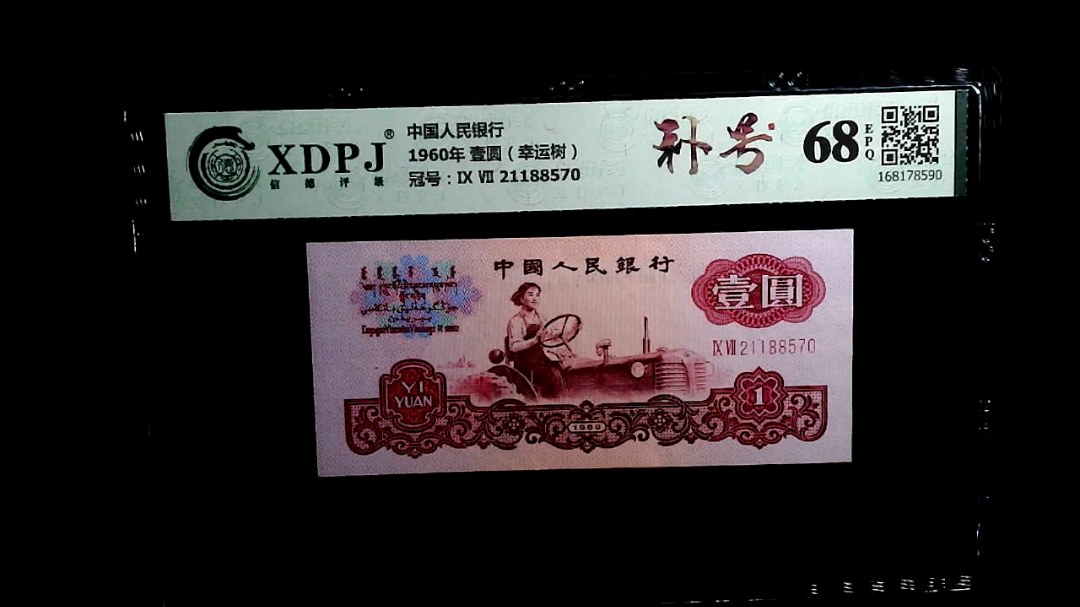 XDPJ®
信德评级
中国人民银行
1960年 壹圆（幸运树）
冠号：Ⅸ Ⅶ 21188570
补号
68 EPQ
168178590
中國人民銀行
壹圓
Ⅸ Ⅶ 21188570
YI
YUAN
1960
1